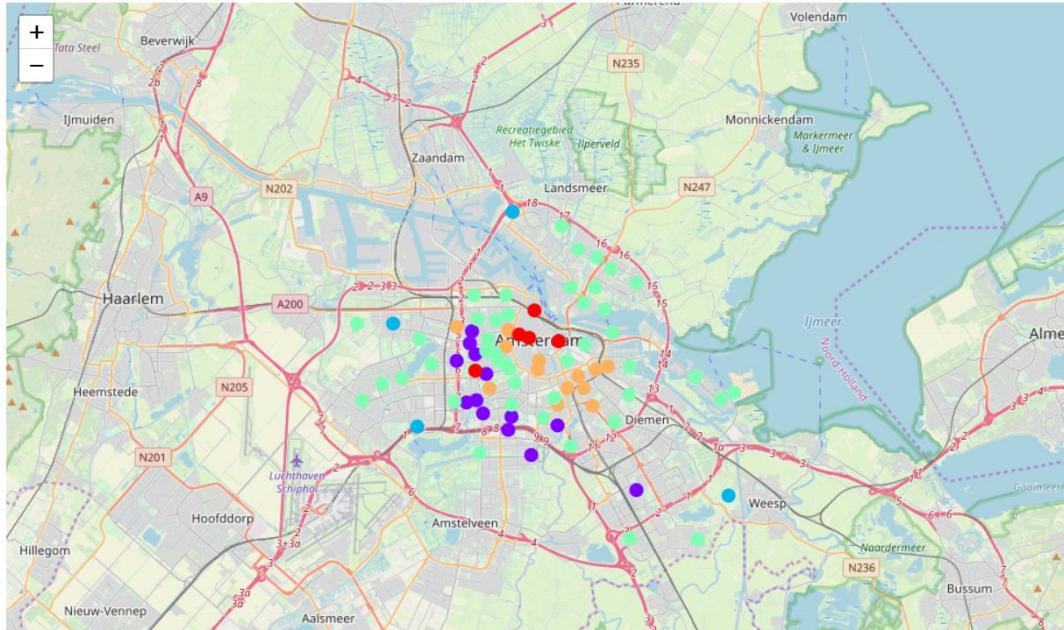 +
−
Purmerend
Volendam
Beverwijk
Tata Steel
N235
IJmuiden
Recreatiegebied
Het Twiske
Ilperveld
Monnickendam
Markermeer
& IJmeer
Zaandam
A9
N202
Landsmeer
N247
Haarlem
A200
IJmeer
Noord-Holland
Alme
Heemstede
N205
Diemen
N201
Luchthaven
Schiphol
Hoofddorp
Weesp
Gooimeer
Amstelveen
Hillegom
Naardermeer
N236
Bussum
Nieuw-Vennep
Aalsmeer